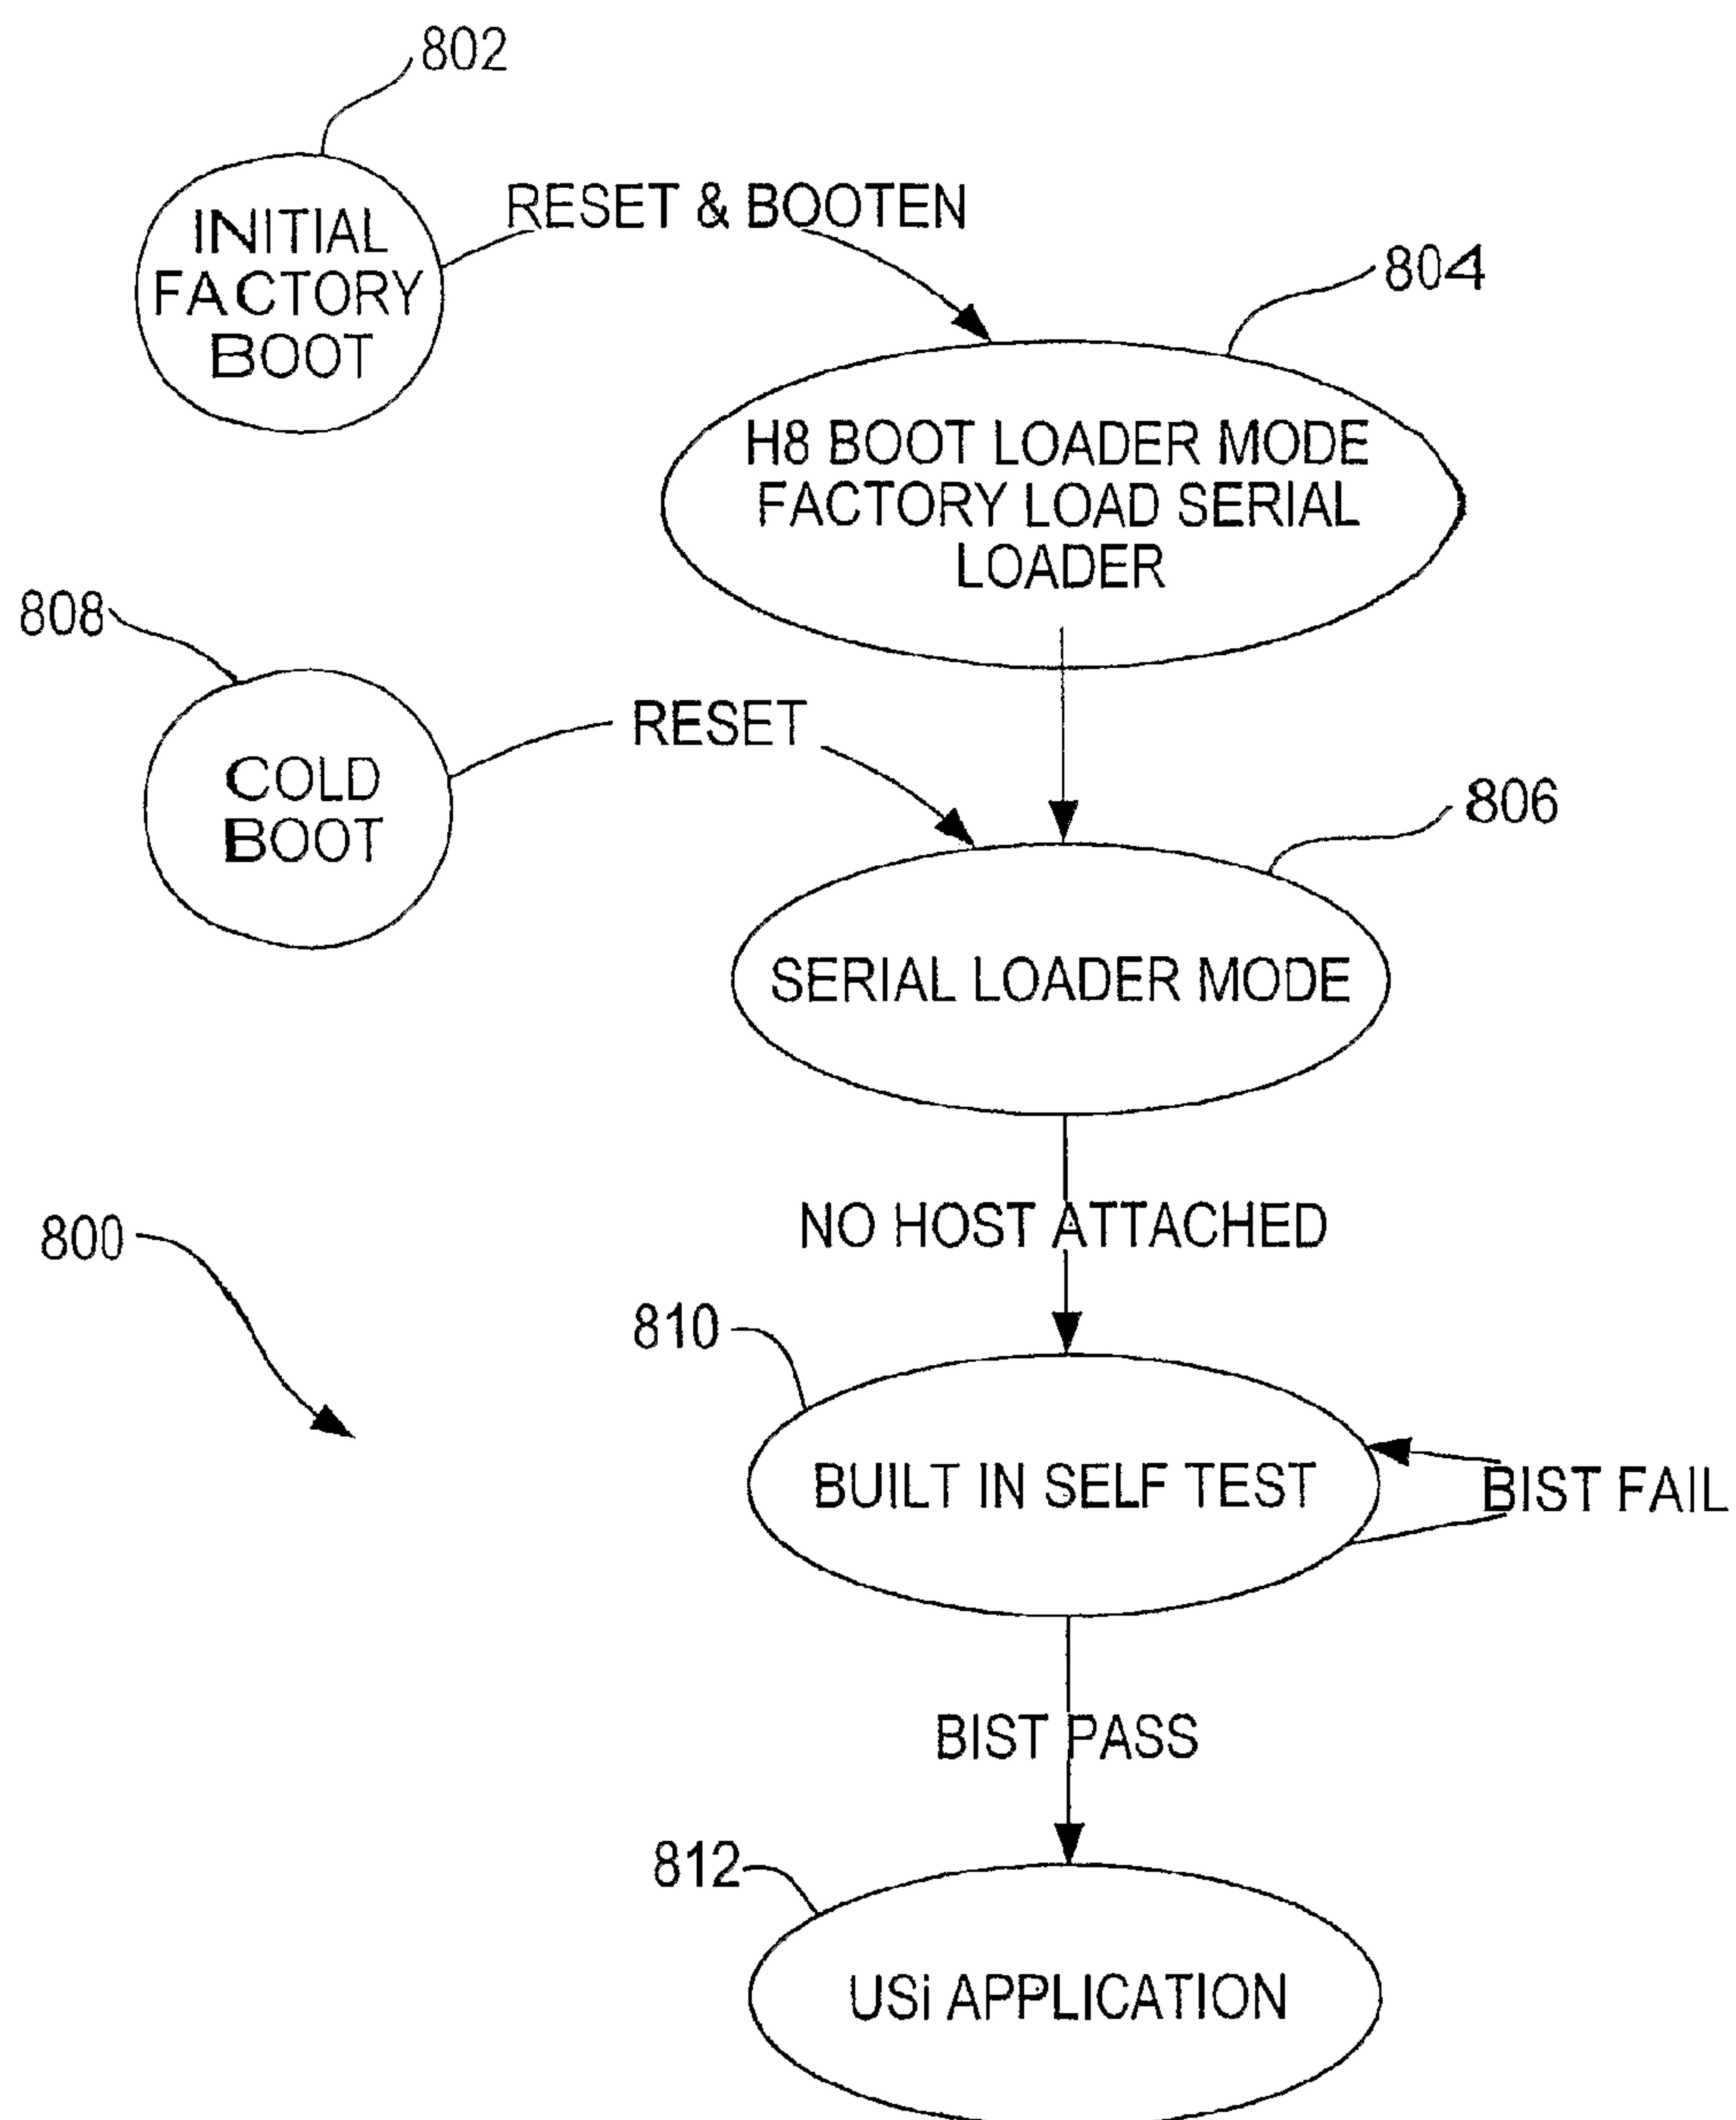 802
INITIAL
FACTORY
BOOT
RESET & BOOTEN
804
H8 BOOT LOADER MODE
FACTORY LOAD SERIAL
LOADER
808
COLD
BOOT
RESET
806
SERIAL LOADER MODE
NO HOST ATTACHED
800
810
BUILT IN SELF TEST
BIST FAIL
BIST PASS
812
USi APPLICATION